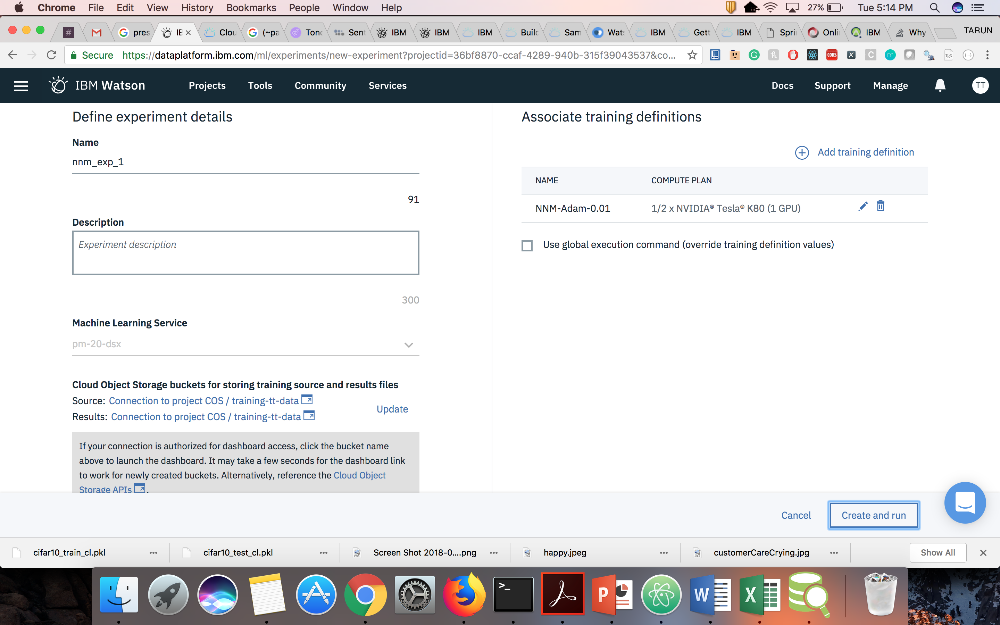 Chrome File Edit View History Bookmarks People Window Help 27% Tue 5:14 PM
# pres IE Clou (~pa Tone Sent IBM IBM IBM Build Sam Wats IBM Gett IBM Spri Onli IBM Why TARUN
Secure https://dataplatform.ibm.com/ml/experiments/new-experiment?projectid=36bf8870-ccaf-4289-940b-315f39043537&co...
IBM Watson Projects Tools Community Services Docs Support Manage TT
Define experiment details
Name
nnm_exp_1
91
Description
Experiment description
300
Machine Learning Service
pm-20-dsx
Cloud Object Storage buckets for storing training source and results files
Source: Connection to project COS / training-tt-data
Update
Results: Connection to project COS / training-tt-data
If your connection is authorized for dashboard access, click the bucket name
above to launch the dashboard. It may take a few seconds for the dashboard link
to work for newly created buckets. Alternatively, reference the Cloud Object
Storage APIs .
Associate training definitions
Add training definition
NAME COMPUTE PLAN
NNM-Adam-0.01 1/2 x NVIDIA® Tesla® K80 (1 GPU)
Use global execution command (override training definition values)
Cancel Create and run
cifar10_train_cl.pkl cifar10_test_cl.pkl Screen Shot 2018-0....png happy.jpeg customerCareCrying.jpg Show All